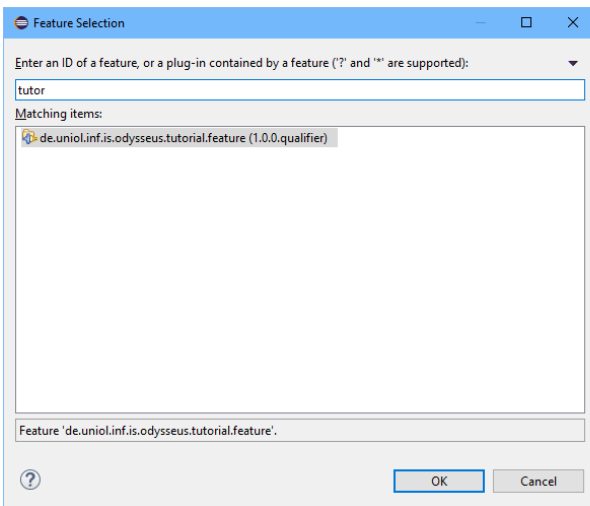 Feature Selection
Enter an ID of a feature, or a plug-in contained by a feature ('?' and '*' are supported):
tutor
Matching items:
de.uniol.inf.is.odysseus.tutorial.feature (1.0.0.qualifier)
Feature 'de.uniol.inf.is.odysseus.tutorial.feature'.
? OK Cancel